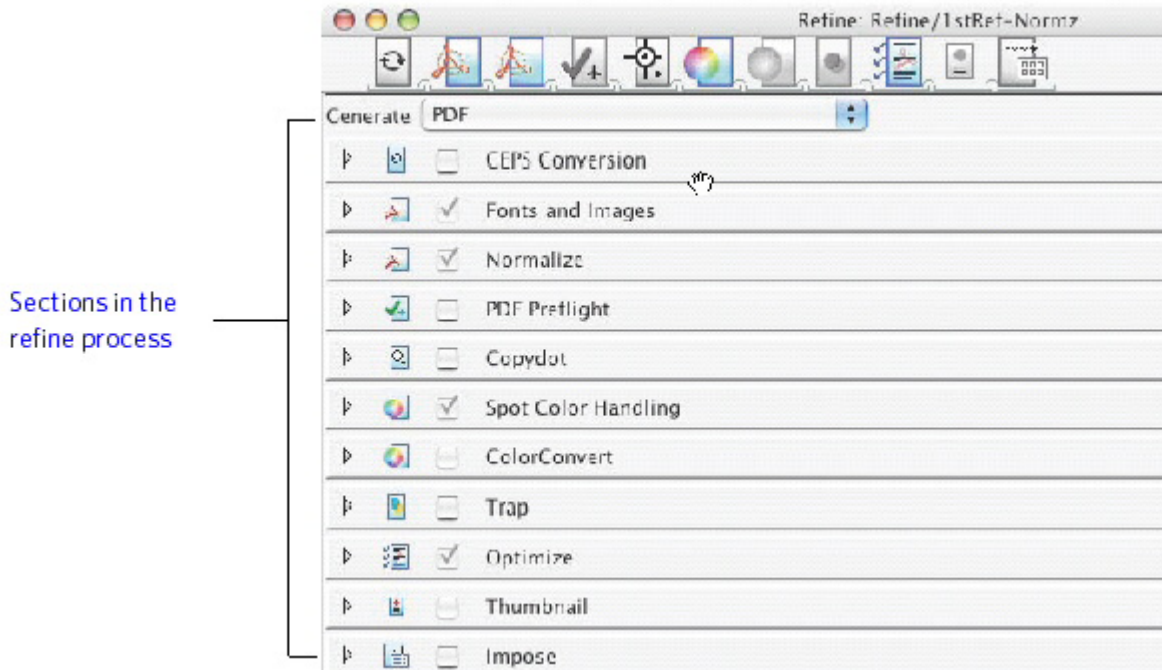 Refine: Refine/1stRef-Normz
Generate PDF
CEPS Conversion
Fonts and Images
Normalize
PDF Preflight
Copydot
Spot Color Handling
ColorConvert
Trap
Optimize
Thumbnail
Impose
Sections in the
refine process